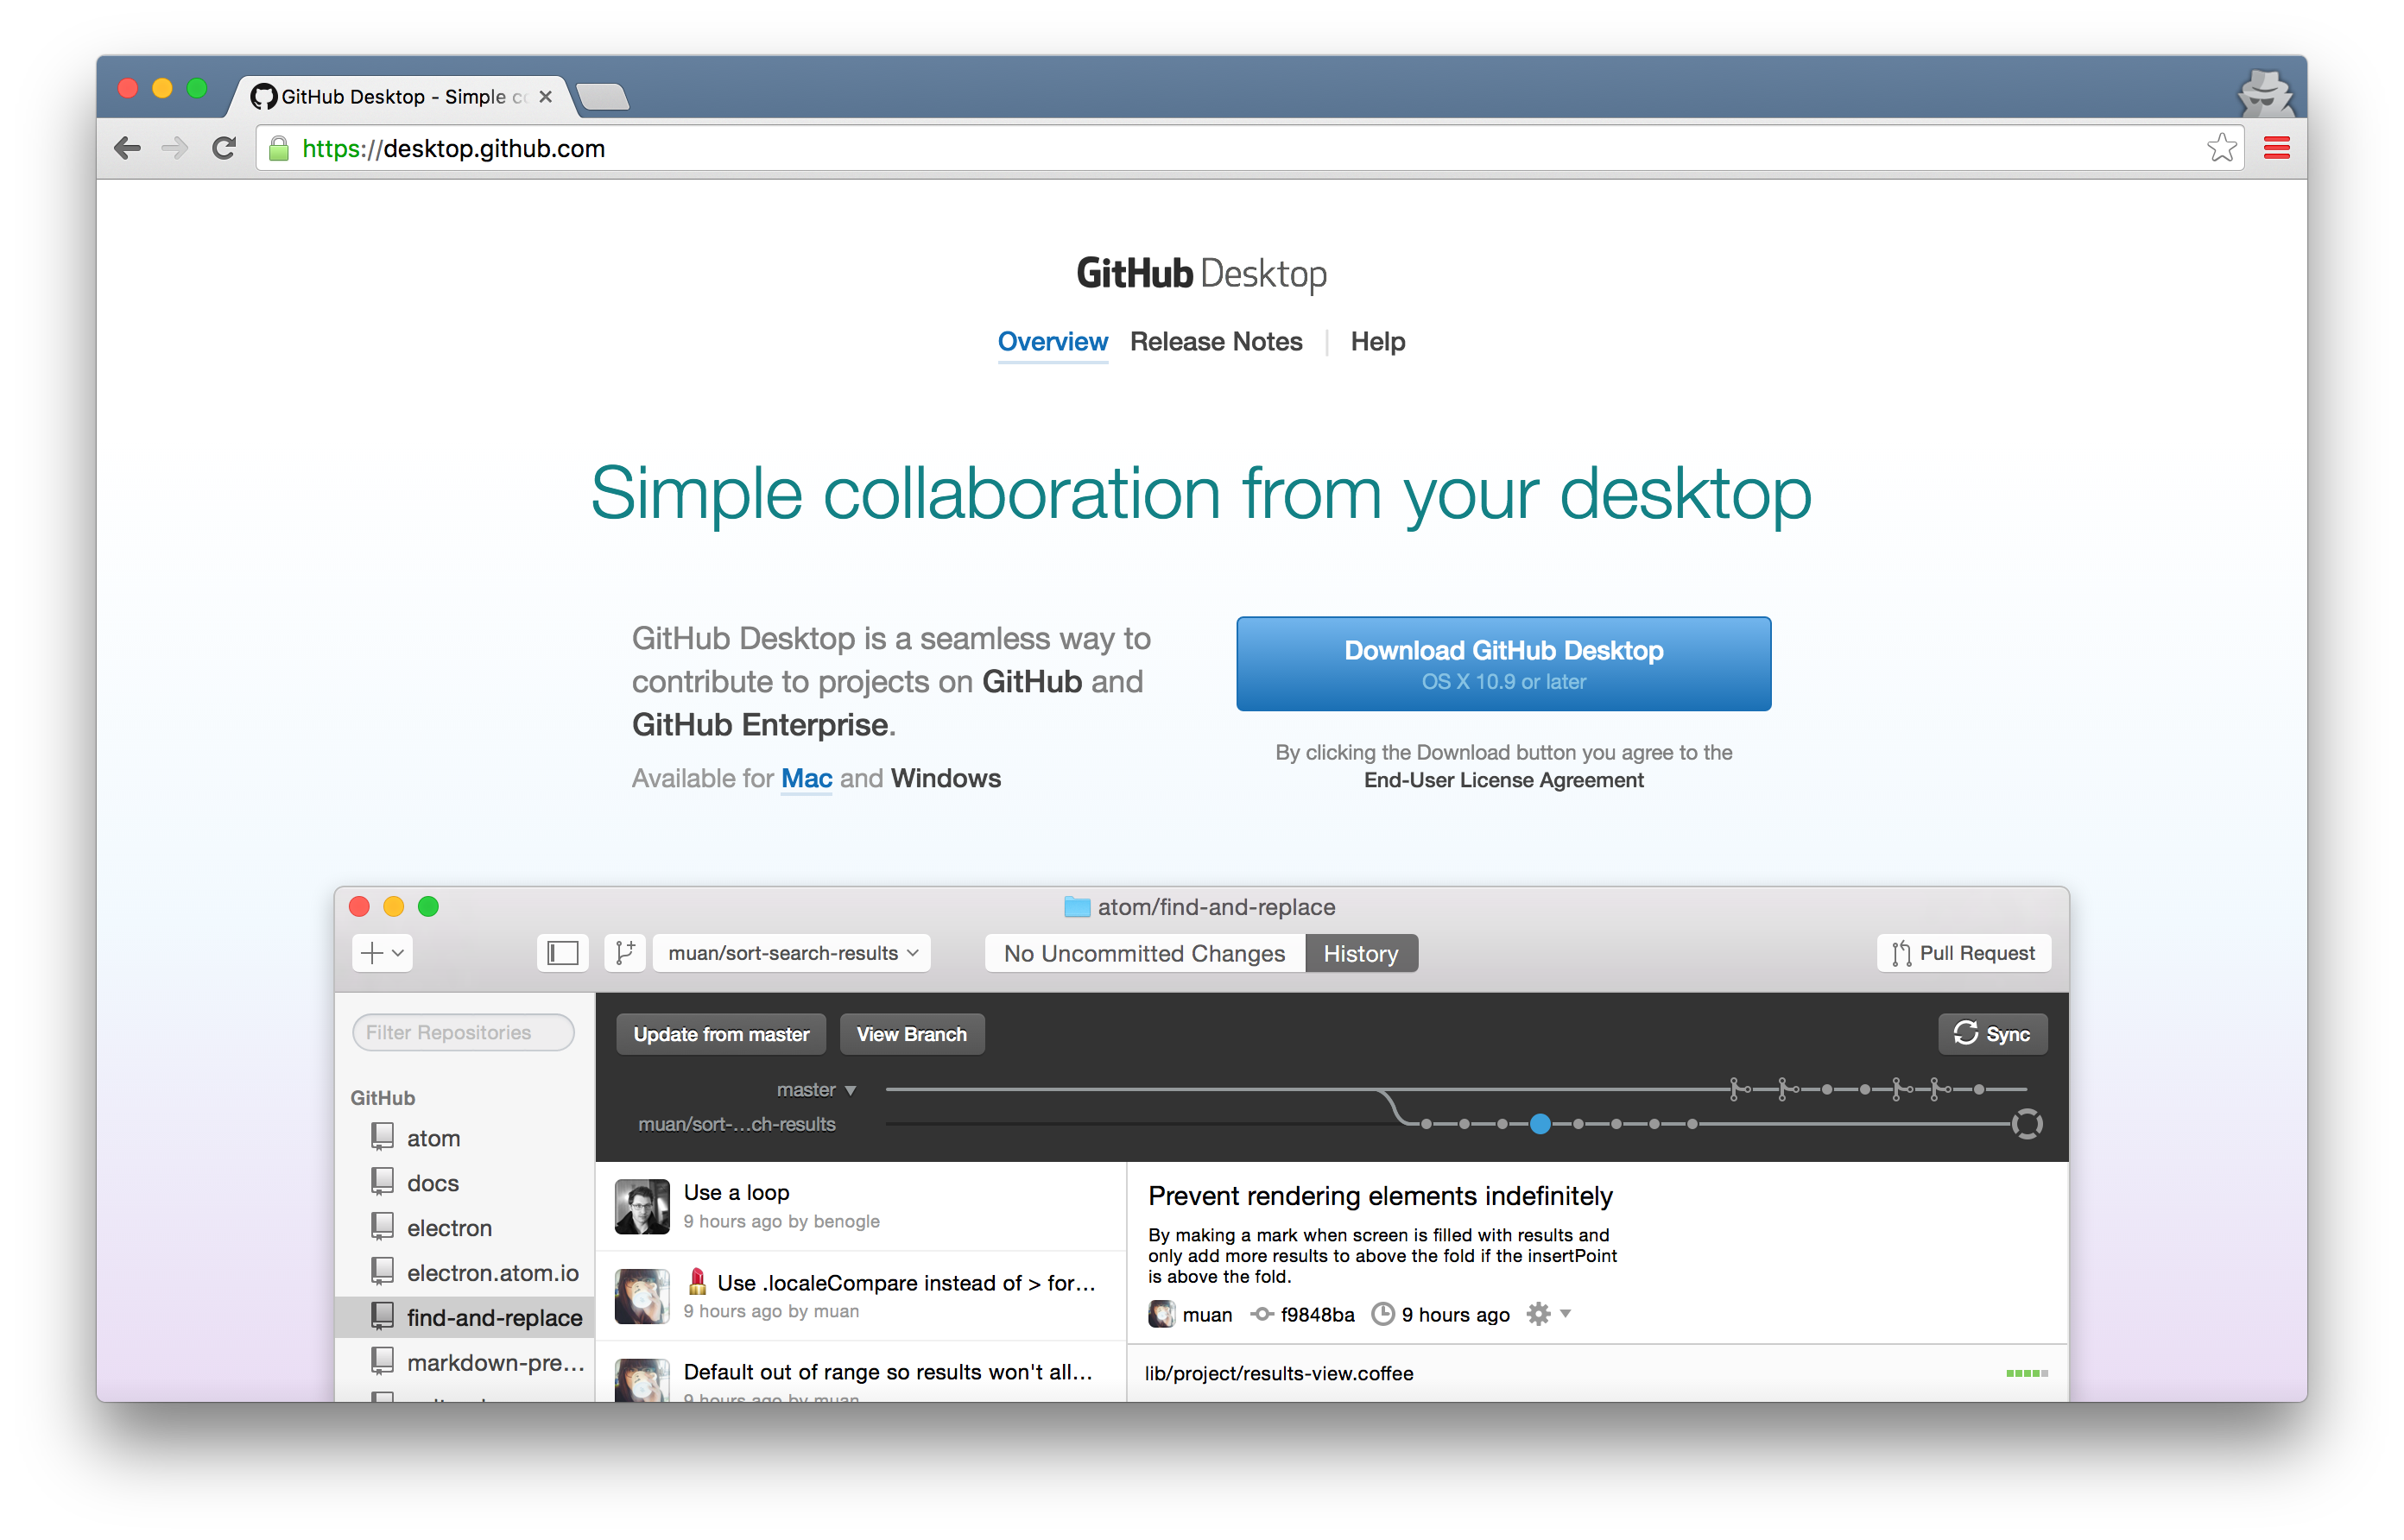 GitHub Desktop - Simple
https://desktop.github.com
GitHub Desktop
Overview Release Notes Help
Simple collaboration from your desktop
GitHub Desktop is a seamless way to
contribute to projects on GitHub and
GitHub Enterprise.
Available for Mac and Windows
Download GitHub Desktop
OS X 10.9 or later
By clicking the Download button you agree to the
End-User License Agreement
atom/find-and-replace
muan/sort-search-results
No Uncommitted Changes
History
Pull Request
Filter Repositories
GitHub
atom
docs
electron
electron.atom.io
find-and-replace
markdown-pre…
Update from master
View Branch
Sync
master
muan/sort-...ch-results
Use a loop
9 hours ago by benogle
Use .localeCompare instead of > for…
9 hours ago by muan
Default out of range so results won't all…
9 hours ago by muan
Prevent rendering elements indefinitely
By making a mark when screen is filled with results and
only add more results to above the fold if the insertPoint
is above the fold.
muan f9848ba 9 hours ago
lib/project/results-view.coffee